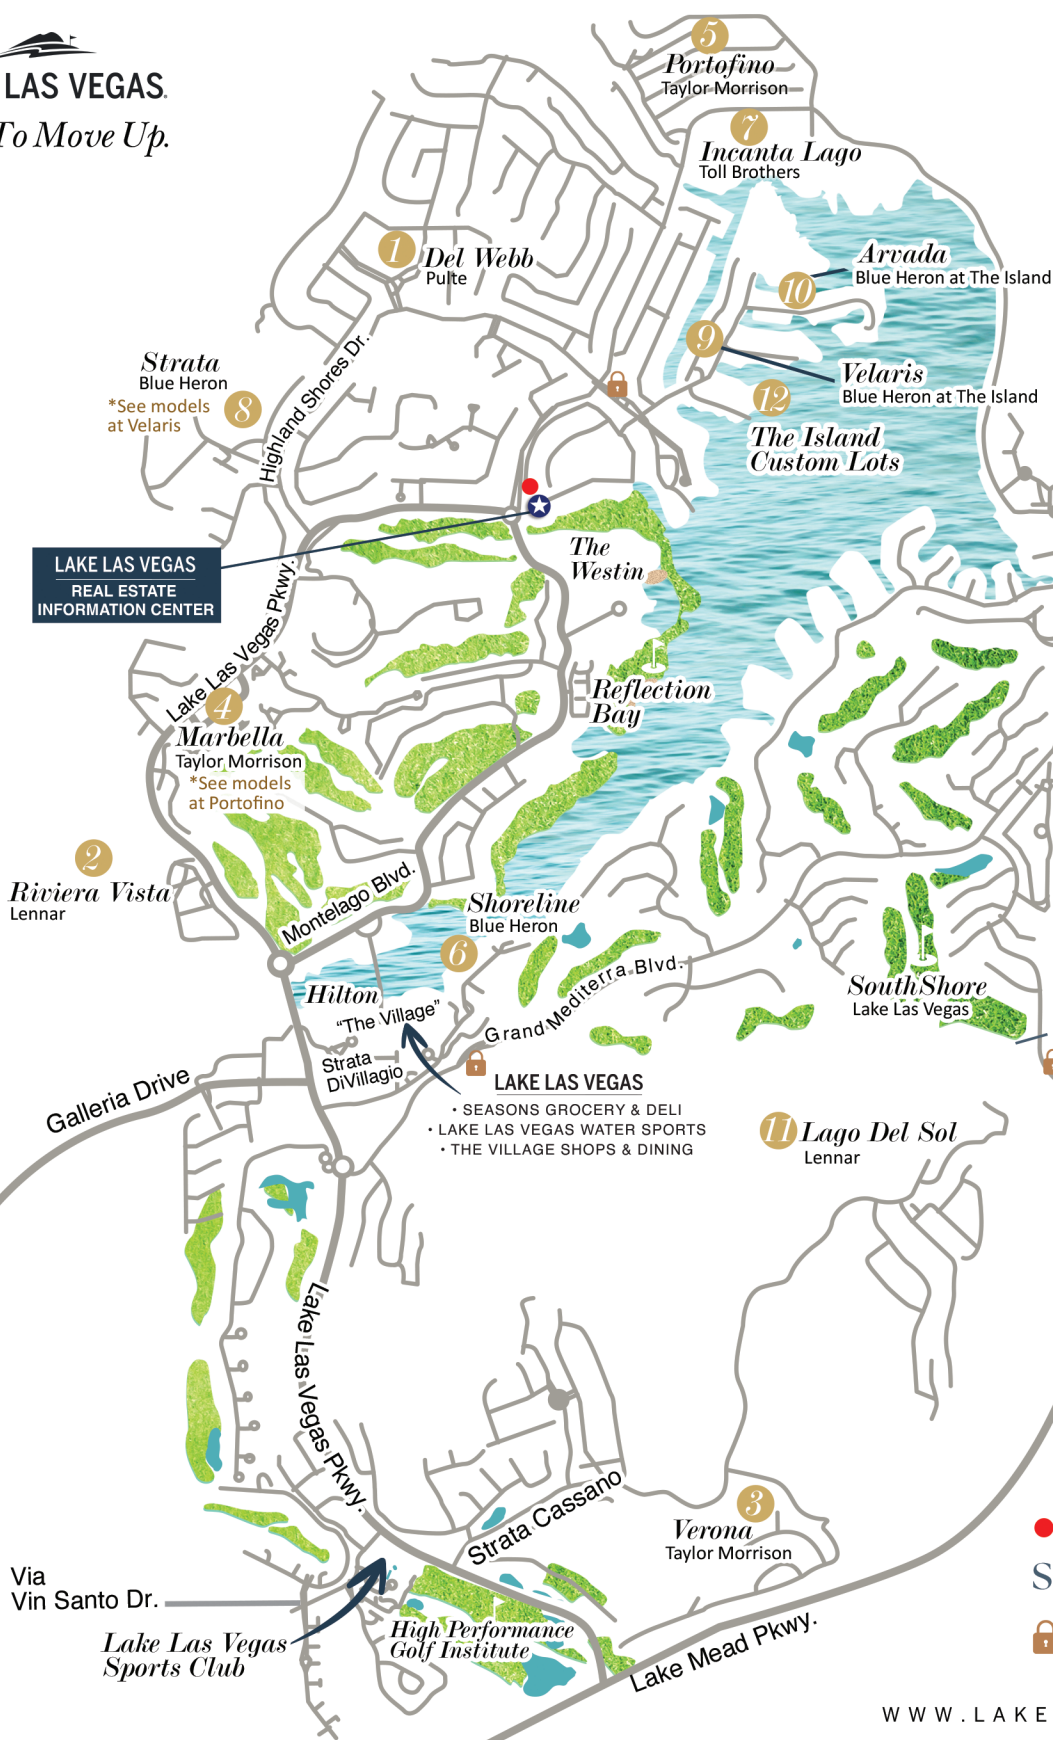 LAS VEGAS
To Move Up.
5
Portofino
Taylor Morrison
7
Incanta Lago
Toll Brothers
1
Del Webb
Pulte
Arvada
Blue Heron at The Island
10
9
Velaris
Blue Heron at The Island
12
The Island
Custom Lots
Strata
Blue Heron
*See models
at Velaris
8
Highland Shores Dr.
LAKE LAS VEGAS
REAL ESTATE
INFORMATION CENTER
The
Westin
Lake Las Vegas Pkwy.
Reflection
Bay
4
Marbella
Taylor Morrison
*See models
at Portofino
2
Riviera Vista
Lennar
Montelago Blvd.
Shoreline
Blue Heron
6
Hilton
"The Village"
Grand Mediterra Blvd.
SouthShore
Lake Las Vegas
Strata
DiVillagio
Galleria Drive
LAKE LAS VEGAS
• SEASONS GROCERY & DELI
• LAKE LAS VEGAS WATER SPORTS
• THE VILLAGE SHOPS & DINING
11
Lago Del Sol
Lennar
Lake Las Vegas Pkwy.
Strata Cassano
3
Verona
Taylor Morrison
Via
Vin Santo Dr.
Lake Las Vegas
Sports Club
High Performance
Golf Institute
Lake Mead Pkwy.
S
WWW.LAKE